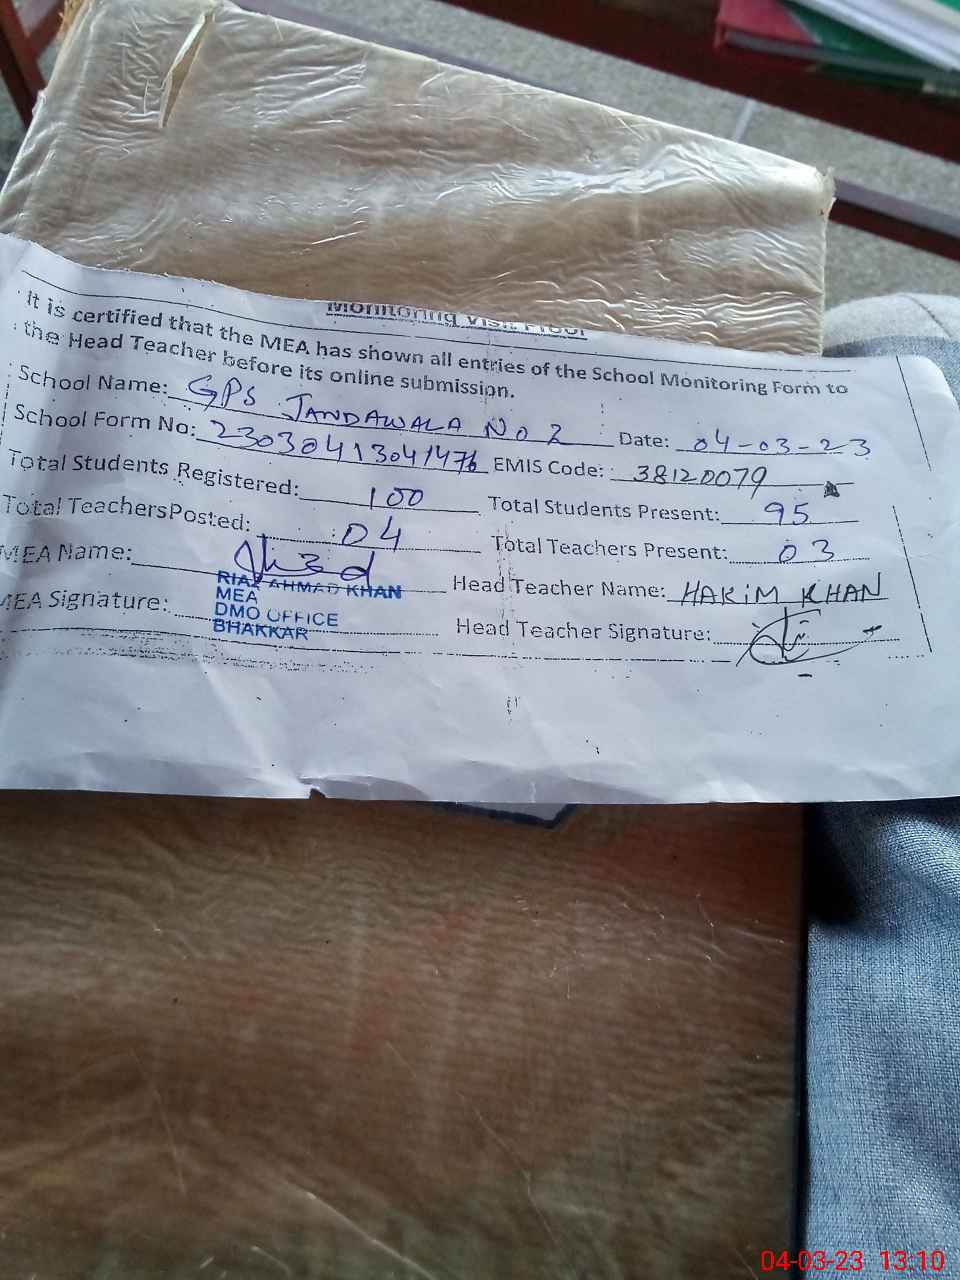 Monitoring Visit Proof
It is certified that the MEA has shown all entries of the School Monitoring Form to
the Head Teacher before its online submission.
School Name: GPS JANDAWALA No 2 Date: 04-03-23
School Form No: 23030413041476 EMIS Code: 38120079
Total Students Registered: 100 Total Students Present: 95
Total Teachers Posted: 04 Total Teachers Present: 03
MEA Name: Head Teacher Name: HAKIM KHAN
RIAZ AHMAD KHAN
MEA
MEA Signature: Head Teacher Signature:
DMO OFFICE
BHAKKAR
04-03-23 13:10